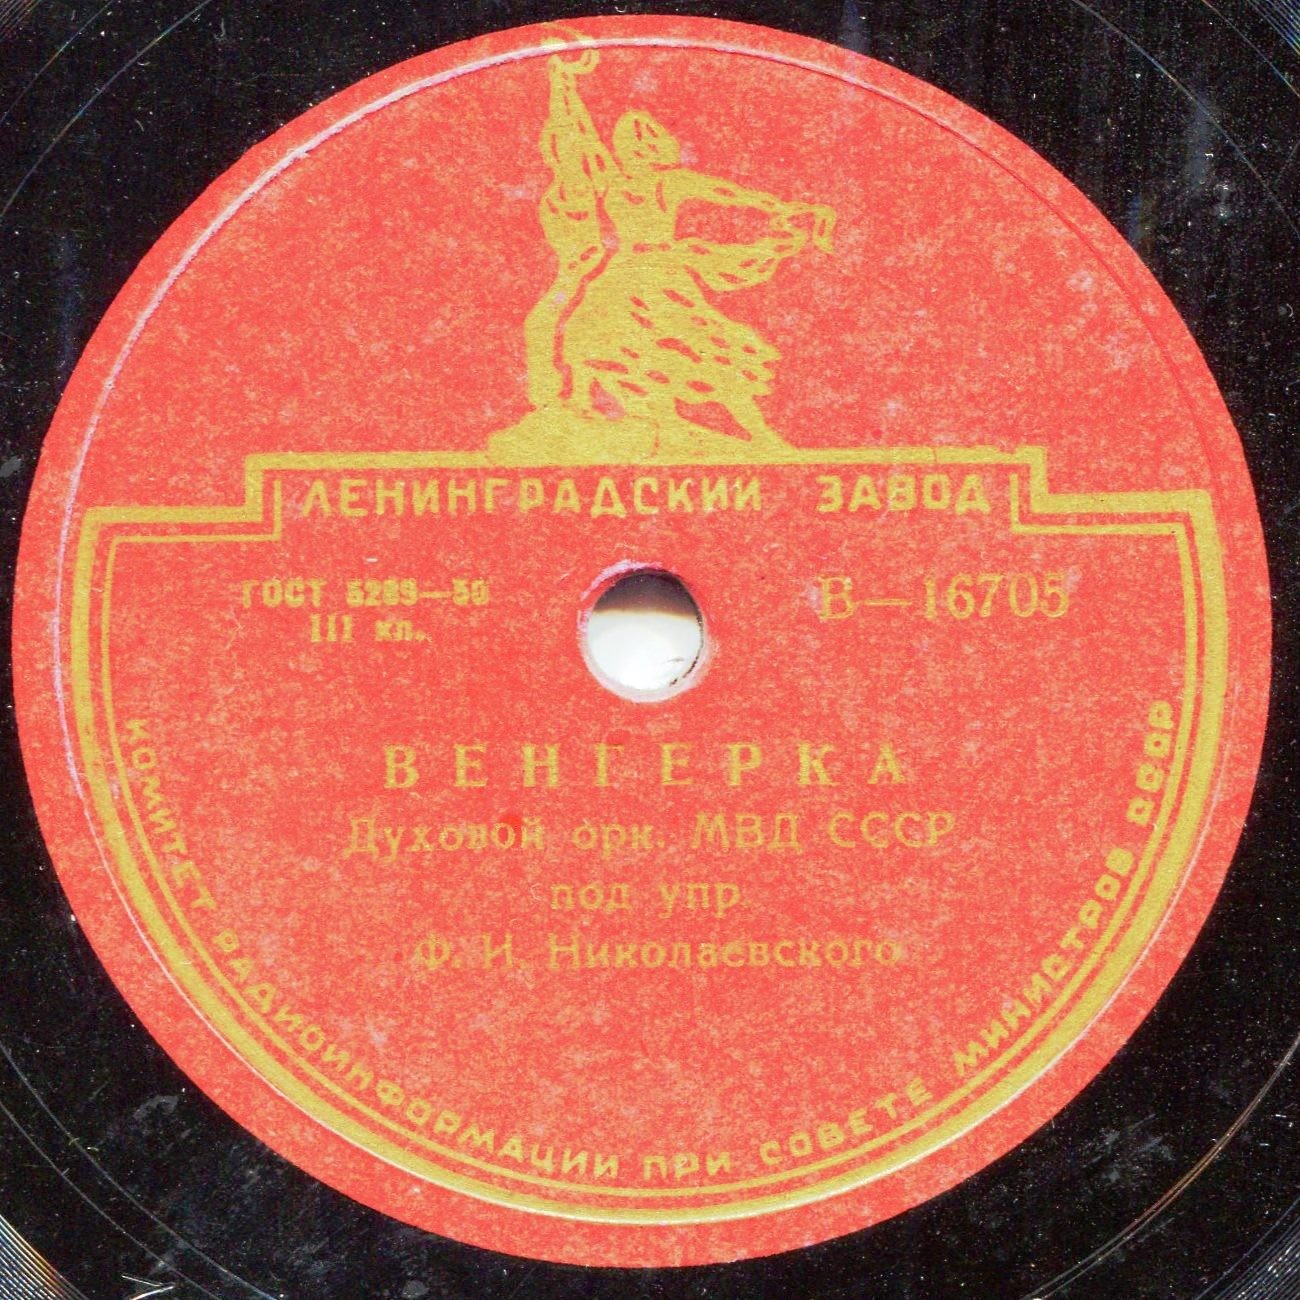 ЛЕНИНГРАДСКИЙ ЗАВОД
ГОСТ 5289—50
III кл.
В—16705
ВЕНГЕРКА
Духовой орк. МВД СССР
под упр.
Ф. И. Николаевского
КОМИТЕТ РАДИОИНФОРМАЦИИ ПРИ СОВЕТЕ МИНИСТРОВ СССР